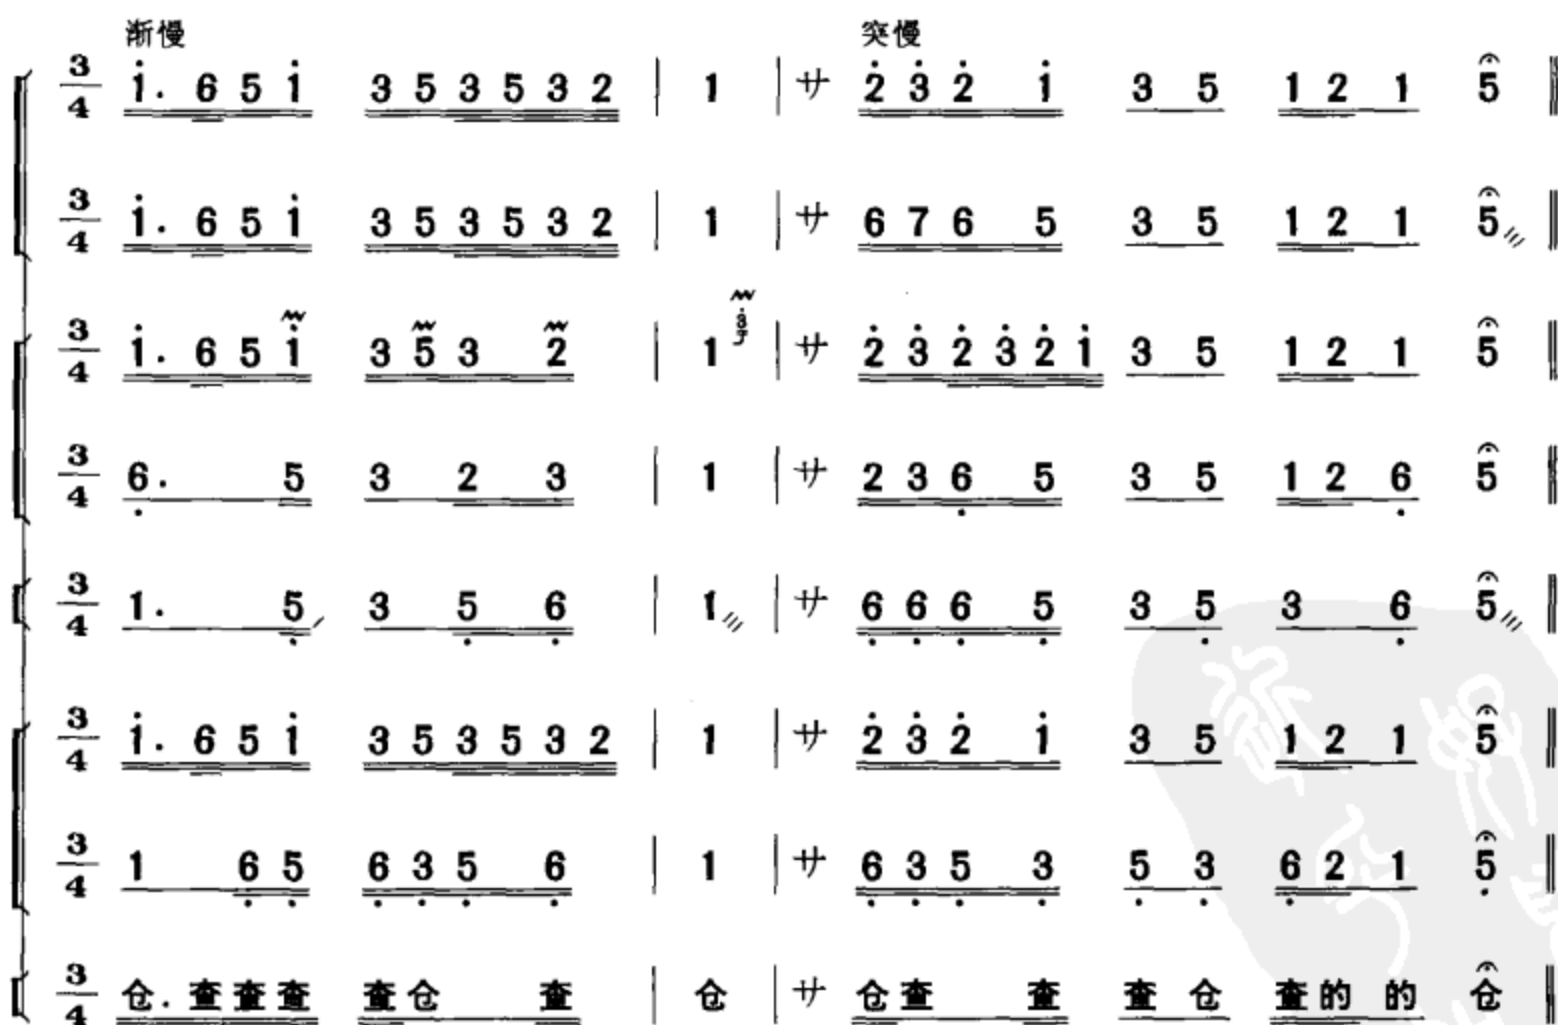 渐慢 突慢
3/4 i. 6 5 i 3 5 3 5 3 2 | 1 | サ 2̇ 3̇ 2̇ i 3 5 1 2 1 5 ‖
3/4 i. 6 5 i 3 5 3 5 3 2 | 1 | サ 6 7 6 5 3 5 1 2 1 5 ‖
3/4 i. 6 5 i 3 5 3 2 | 1 3̇ | サ 2̇ 3̇ 2̇ 3̇ 2̇ i 3 5 1 2 1 5 ‖
3/4 6̣. 5 3 2 3 | 1 | サ 2 3 6̣ 5 3 5 1 2 6̣ 5 ‖
3/4 1. 5̣ 3 5̣ 6̣ | 1 | サ 6̣ 6̣ 6̣ 5̣ 3 5̣ 3 6̣ 5 ‖
3/4 i. 6 5 i 3 5 3 5 3 2 | 1 | サ 2̇ 3̇ 2̇ i 3 5 1 2 1 5 ‖
3/4 1 6̣ 5̣ 6̣ 3̣ 5̣ 6̣ | 1 | サ 6̣ 3̣ 5̣ 3̣ 5̣ 3̣ 6̣ 2 1 5̣ ‖
3/4 仓. 查 查 查 查 仓 查 | 仓 | サ 仓 查 查 查 仓 查 的 的 仓 ‖